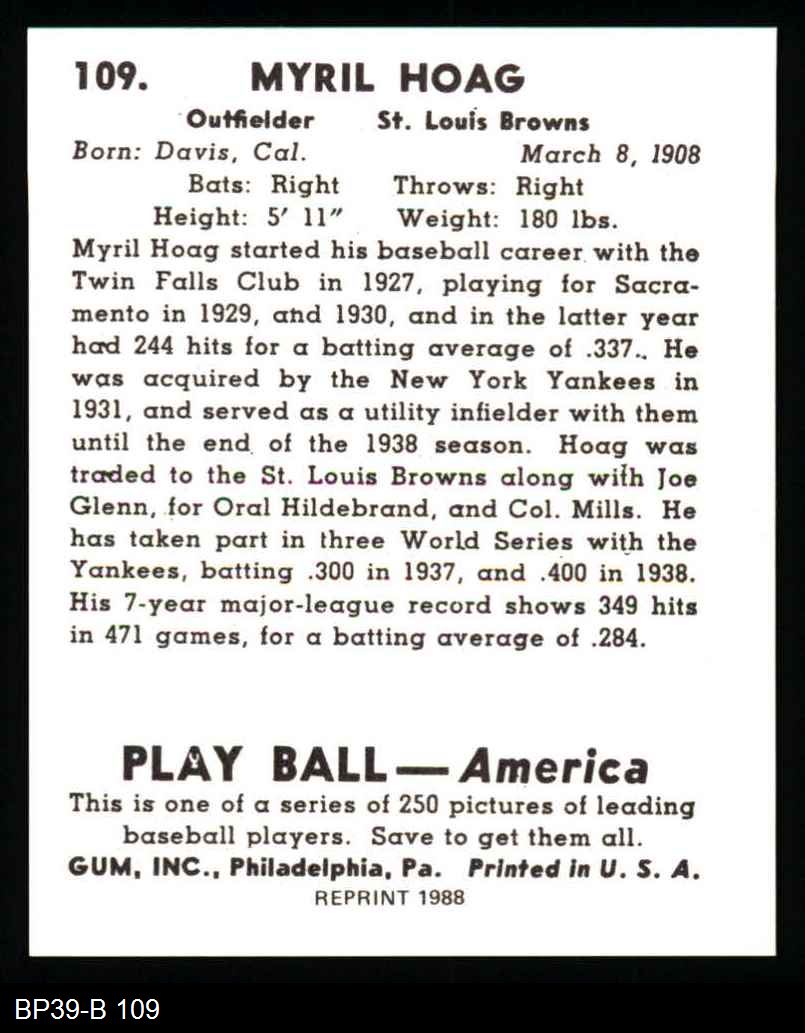 109. MYRIL HOAG
Outfielder St. Louis Browns
Born: Davis, Cal. March 8, 1908
Bats: Right Throws: Right
Height: 5′ 11″ Weight: 180 lbs.
Myril Hoag started his baseball career with the
Twin Falls Club in 1927, playing for Sacra-
mento in 1929, and 1930, and in the latter year
had 244 hits for a batting average of .337.. He
was acquired by the New York Yankees in
1931, and served as a utility infielder with them
until the end of the 1938 season. Hoag was
traded to the St. Louis Browns along with Joe
Glenn, for Oral Hildebrand, and Col. Mills. He
has taken part in three World Series with the
Yankees, batting .300 in 1937, and .400 in 1938.
His 7-year major-league record shows 349 hits
in 471 games, for a batting average of .284.
PLAY BALL—America
This is one of a series of 250 pictures of leading
baseball players. Save to get them all.
GUM, INC., Philadelphia, Pa. Printed in U. S. A.
REPRINT 1988
BP39-B 109